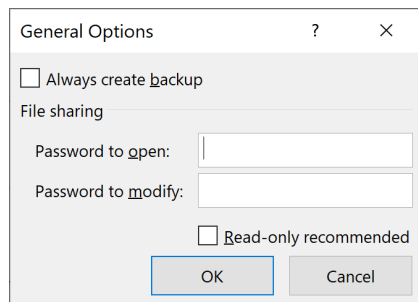 General Options ? ×
Always create backup
File sharing
Password to open:
Password to modify:
Read-only recommended
OK Cancel